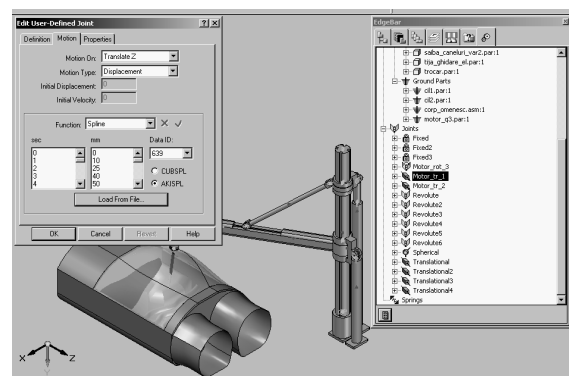 Edit User-Defined Joint
Definition Motion Properties
Motion On: Translate Z
Motion Type: Displacement
Initial Displacement: 0
Initial Velocity: 0
Function: Spline
sec mm Data ID:
0 0 639
1 10
2 25
3 40
4 50
CUBSPL
AKISPL
Load From File...
OK Cancel Revert Help
EdgeBar
saiba_caneluri_var2.par:1
tija_ghidare_el.par:1
trocar.par:1
Ground Parts
cil1.par:1
cil2.par:1
corp_omenesc.asm:1
motor_q3.par:1
Joints
Fixed
Fixed2
Fixed3
Motor_rot_3
Motor_tr_1
Motor_tr_2
Revolute
Revolute2
Revolute3
Revolute4
Revolute5
Revolute6
Spherical
Translational
Translational2
Translational3
Translational4
Springs
X Z
Y